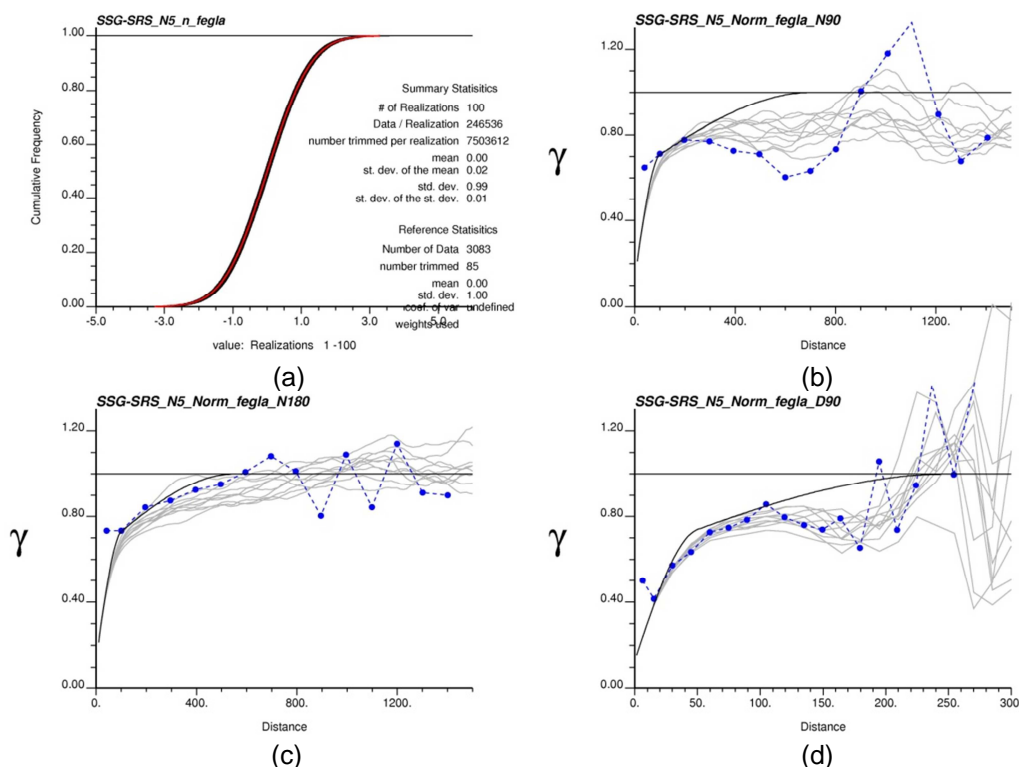 SSG-SRS_N5_n_fegla
Cumulative Frequency
1.00
0.80
0.60
0.40
0.20
0.00
-5.0 -3.0 -1.0 1.0 3.0 5.0
value: Realizations 1 -100
Summary Statisitics
# of Realizations 100
Data / Realization 246536
number trimmed per realization 7503612
mean 0.00
st. dev. of the mean 0.02
std. dev. 0.99
st. dev. of the st. dev. 0.01
Reference Statisitics
Number of Data 3083
number trimmed 85
mean 0.00
std. dev. 1.00
coef. of var undefined
weights used
(a)
SSG-SRS_N5_Norm_fegla_N90
γ
1.20
0.80
0.40
0.00
0. 400. 800. 1200.
Distance
(b)
SSG-SRS_N5_Norm_fegla_N180
γ
1.20
0.80
0.40
0.00
0. 400. 800. 1200.
Distance
(c)
SSG-SRS_N5_Norm_fegla_D90
γ
1.20
0.80
0.40
0.00
0. 50. 100. 150. 200. 250. 300.
Distance
(d)